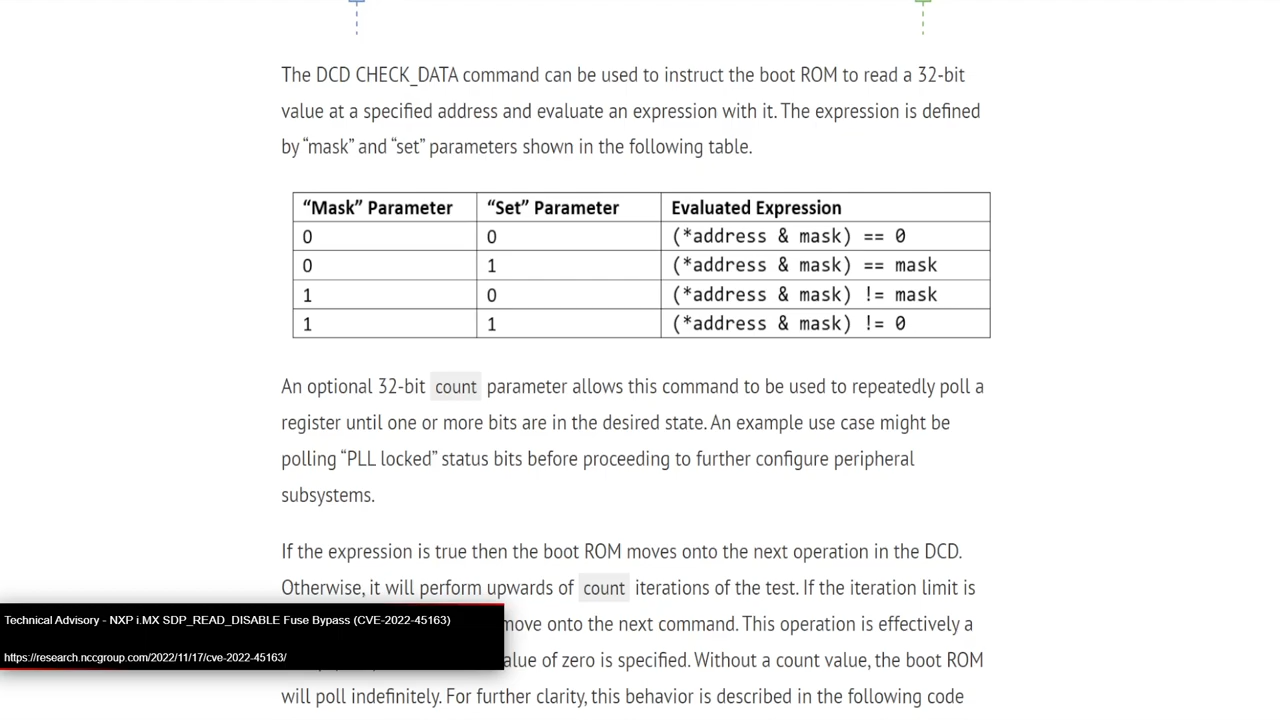 The DCD CHECK_DATA command can be used to instruct the boot ROM to read a 32-bit
value at a specified address and evaluate an expression with it. The expression is defined
by “mask” and “set” parameters shown in the following table.
“Mask” Parameter “Set” Parameter Evaluated Expression
0 0 (*address & mask) == 0
0 1 (*address & mask) == mask
1 0 (*address & mask) != mask
1 1 (*address & mask) != 0
An optional 32-bit count parameter allows this command to be used to repeatedly poll a
register until one or more bits are in the desired state. An example use case might be
polling “PLL locked” status bits before proceeding to further configure peripheral
subsystems.
If the expression is true then the boot ROM moves onto the next operation in the DCD.
Otherwise, it will perform upwards of count iterations of the test. If the iteration limit is
move onto the next command. This operation is effectively a
value of zero is specified. Without a count value, the boot ROM
will poll indefinitely. For further clarity, this behavior is described in the following code
Technical Advisory - NXP i.MX SDP_READ_DISABLE Fuse Bypass (CVE-2022-45163)
https://research.nccgroup.com/2022/11/17/cve-2022-45163/